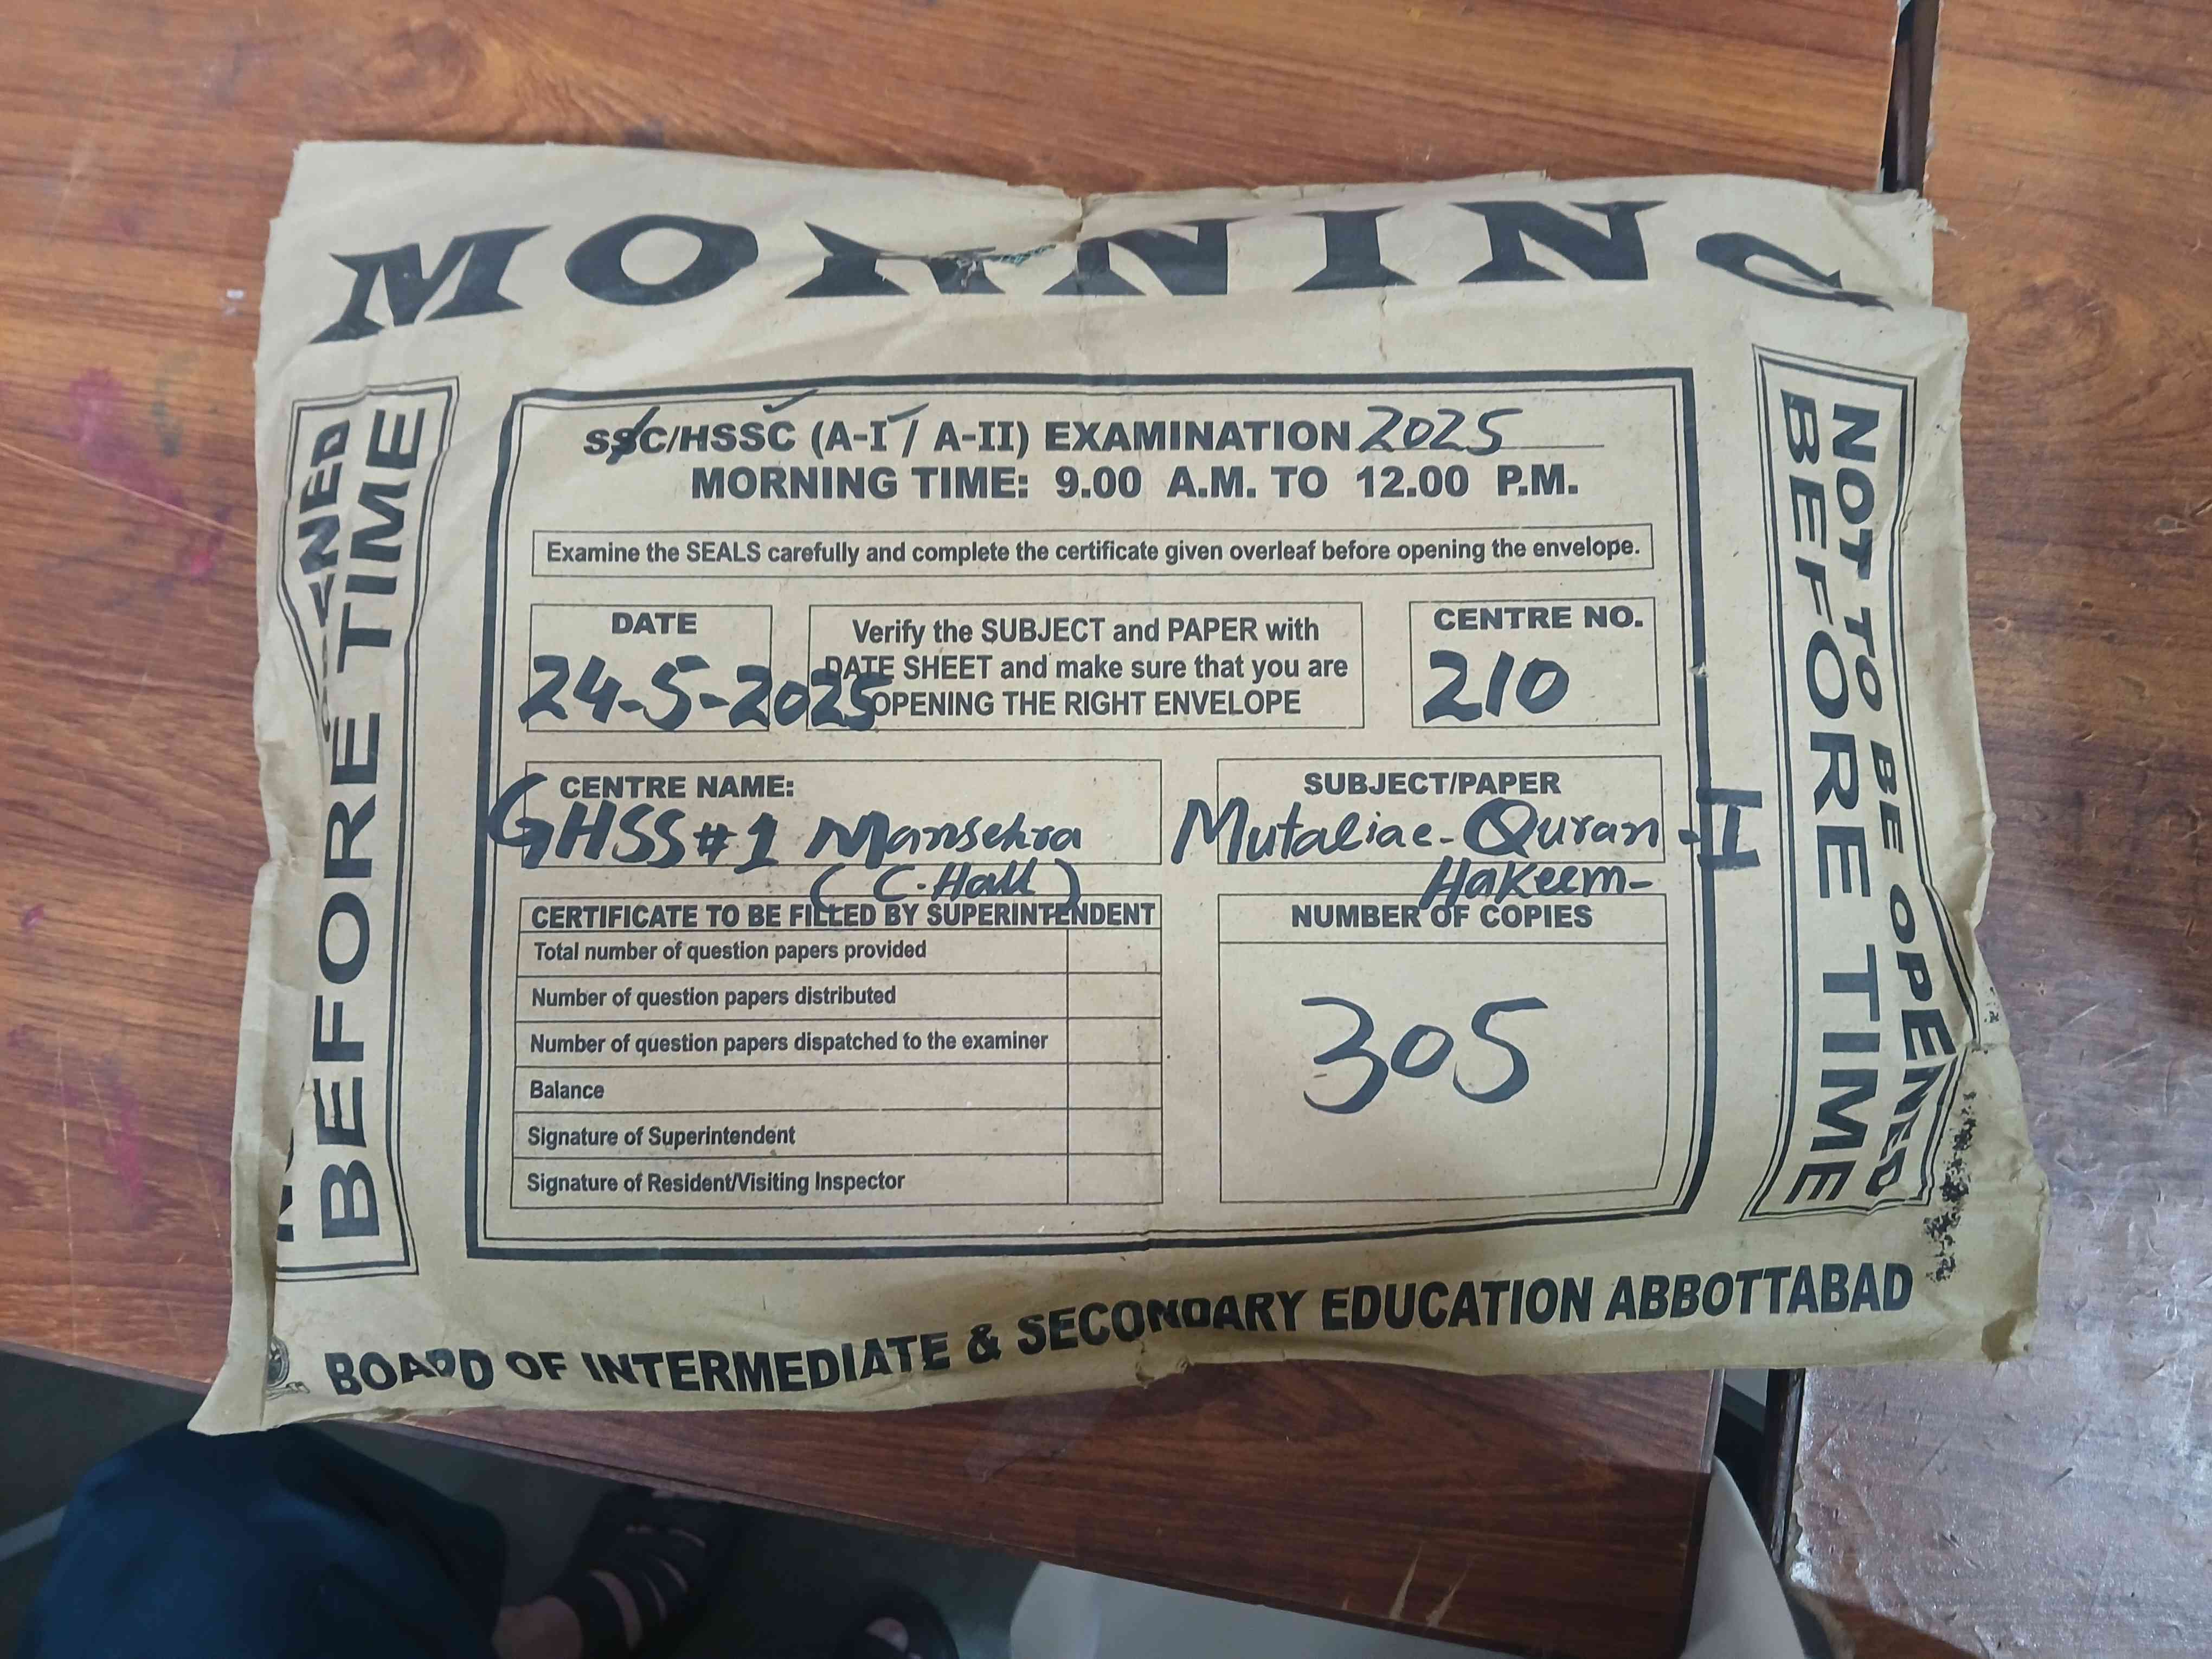 MORNING
NOT TO BE OPENED
BEFORE TIME
SSC/HSSC (A-I / A-II) EXAMINATION 2025
MORNING TIME: 9.00 A.M. TO 12.00 P.M.
Examine the SEALS carefully and complete the certificate given overleaf before opening the envelope.
DATE
24-5-2025
Verify the SUBJECT and PAPER with
DATE SHEET and make sure that you are
OPENING THE RIGHT ENVELOPE
CENTRE NO.
210
CENTRE NAME:
GHSS #1 Mansehra
(C.Hall)
SUBJECT/PAPER
Mutaliae-Quran-I
Hakeem-
CERTIFICATE TO BE FILLED BY SUPERINTENDENT
Total number of question papers provided
Number of question papers distributed
Number of question papers dispatched to the examiner
Balance
Signature of Superintendent
Signature of Resident/Visiting Inspector
NUMBER OF COPIES
305
BEFORE TIME
BOARD OF INTERMEDIATE & SECONDARY EDUCATION ABBOTTABAD